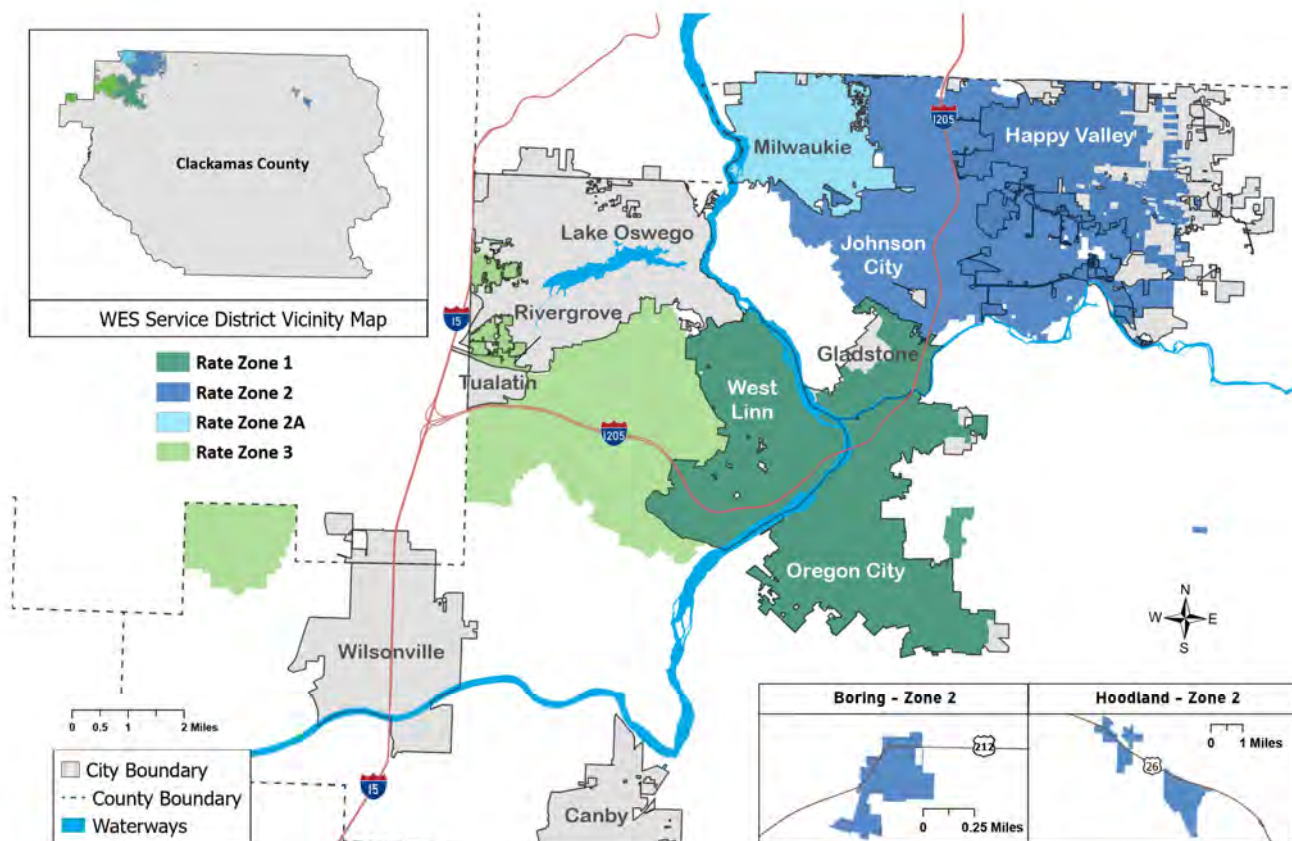 Clackamas County
WES Service District Vicinity Map
Rate Zone 1
Rate Zone 2
Rate Zone 2A
Rate Zone 3
I205
Happy Valley
Milwaukie
Lake Oswego
Johnson
City
Rivergrove
I5
Gladstone
Tualatin
West
Linn
I205
Oregon City
N
W E
S
Wilsonville
0 0.5 1 2 Miles
City Boundary
County Boundary
Waterways
I5
Canby
Boring - Zone 2
212
0 0.25 Miles
Hoodland - Zone 2
0 1 Miles
26